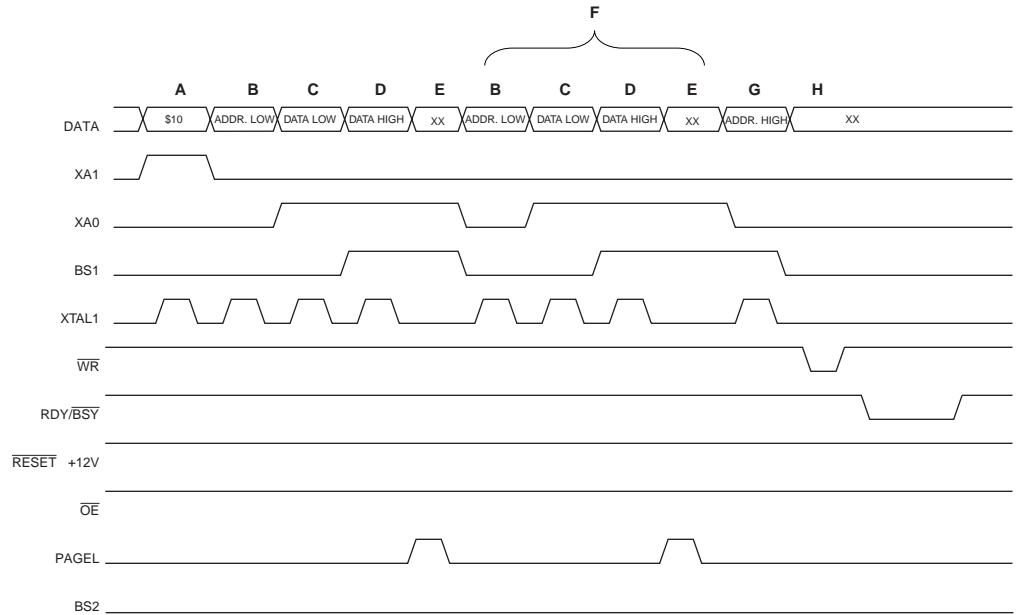 F
A B C D E B C D E G H
DATA $10 ADDR. LOW DATA LOW DATA HIGH XX ADDR. LOW DATA LOW DATA HIGH XX ADDR. HIGH XX
XA1
XA0
BS1
XTAL1
WR
RDY/BSY
RESET +12V
OE
PAGEL
BS2